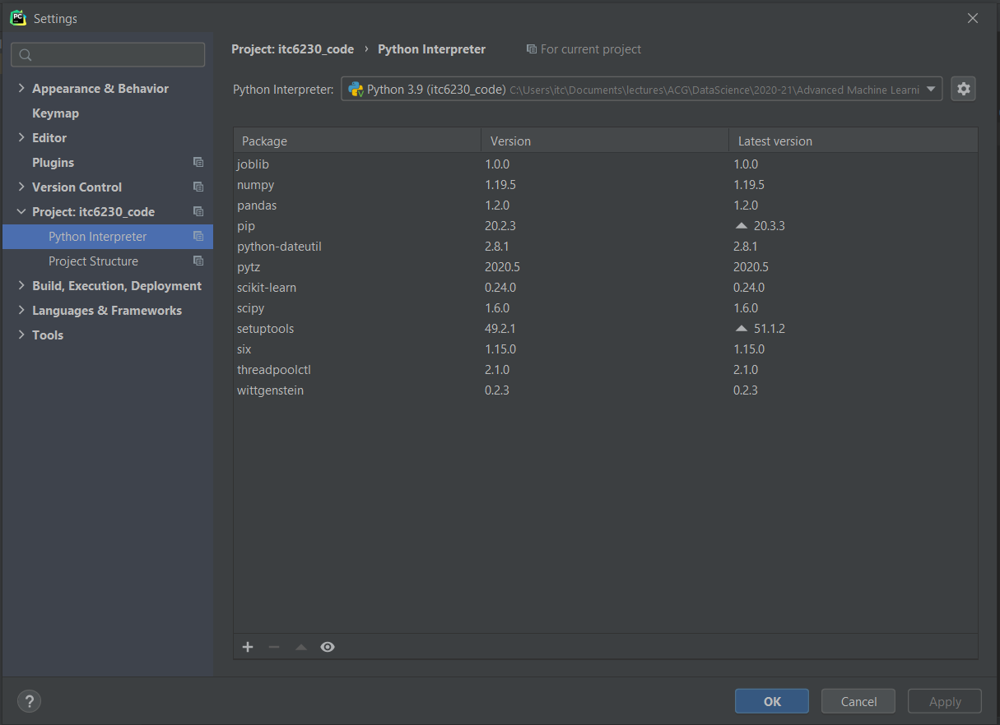 Settings
Project: itc6230_code › Python Interpreter For current project
Python Interpreter: Python 3.9 (itc6230_code) C:\Users\itc\Documents\lectures\ACG\DataScience\2020-21\Advanced Machine Learni
Appearance & Behavior
Keymap
Editor
Plugins
Version Control
Project: itc6230_code
Python Interpreter
Project Structure
Build, Execution, Deployment
Languages & Frameworks
Tools
Package Version Latest version
joblib 1.0.0 1.0.0
numpy 1.19.5 1.19.5
pandas 1.2.0 1.2.0
pip 20.2.3 20.3.3
python-dateutil 2.8.1 2.8.1
pytz 2020.5 2020.5
scikit-learn 0.24.0 0.24.0
scipy 1.6.0 1.6.0
setuptools 49.2.1 51.1.2
six 1.15.0 1.15.0
threadpoolctl 2.1.0 2.1.0
wittgenstein 0.2.3 0.2.3
? OK Cancel Apply